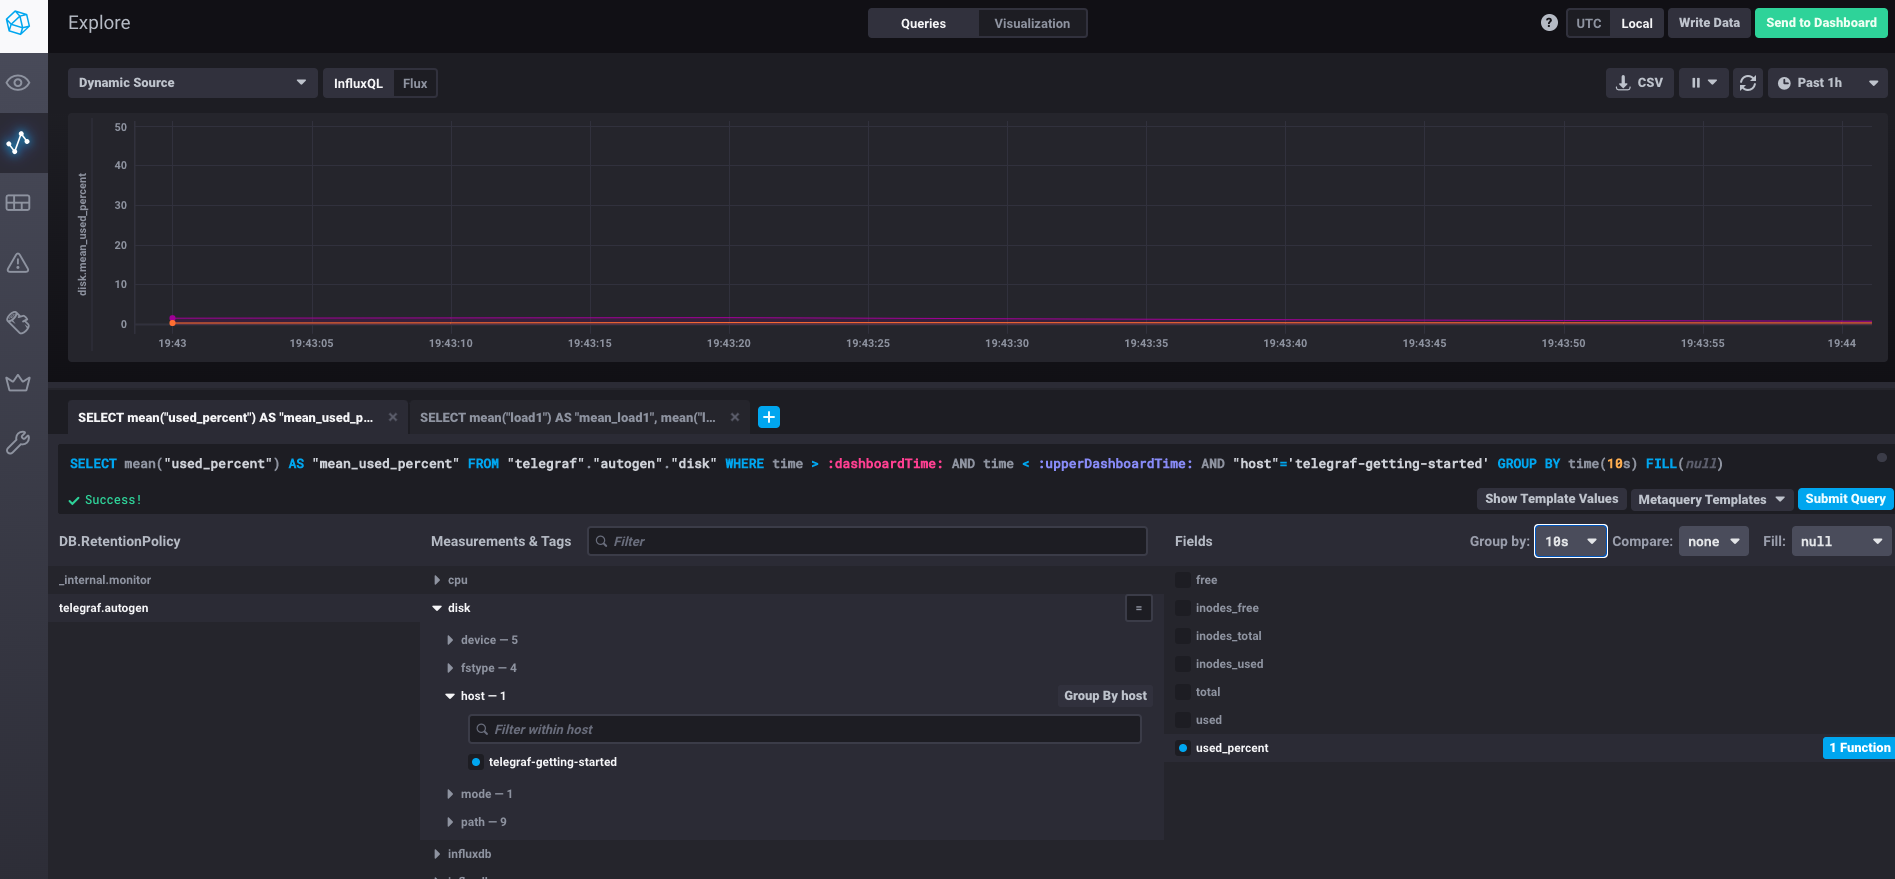 Explore
Queries
Visualization
?
UTC
Local
Write Data
Send to Dashboard
Dynamic Source
InfluxQL
Flux
CSV
Past 1h
disk.mean_used_percent
50
40
30
20
10
0
19:43
19:43:05
19:43:10
19:43:15
19:43:20
19:43:25
19:43:30
19:43:35
19:43:40
19:43:45
19:43:50
19:43:55
19:44
SELECT mean("used_percent") AS "mean_used_p...
SELECT mean("load1") AS "mean_load1", mean("l...
+
SELECT mean("used_percent") AS "mean_used_percent" FROM "telegraf"."autogen"."disk" WHERE time > :dashboardTime: AND time < :upperDashboardTime: AND "host"='telegraf-getting-started' GROUP BY time(10s) FILL(null)
Success!
Show Template Values
Metaquery Templates
Submit Query
DB.RetentionPolicy
_internal.monitor
telegraf.autogen
Measurements & Tags
Filter
cpu
disk
=
device — 5
fstype — 4
host — 1
Group By host
Filter within host
telegraf-getting-started
mode — 1
path — 9
influxdb
Fields
Group by:
10s
Compare:
none
Fill:
null
free
inodes_free
inodes_total
inodes_used
total
used
used_percent
1 Function